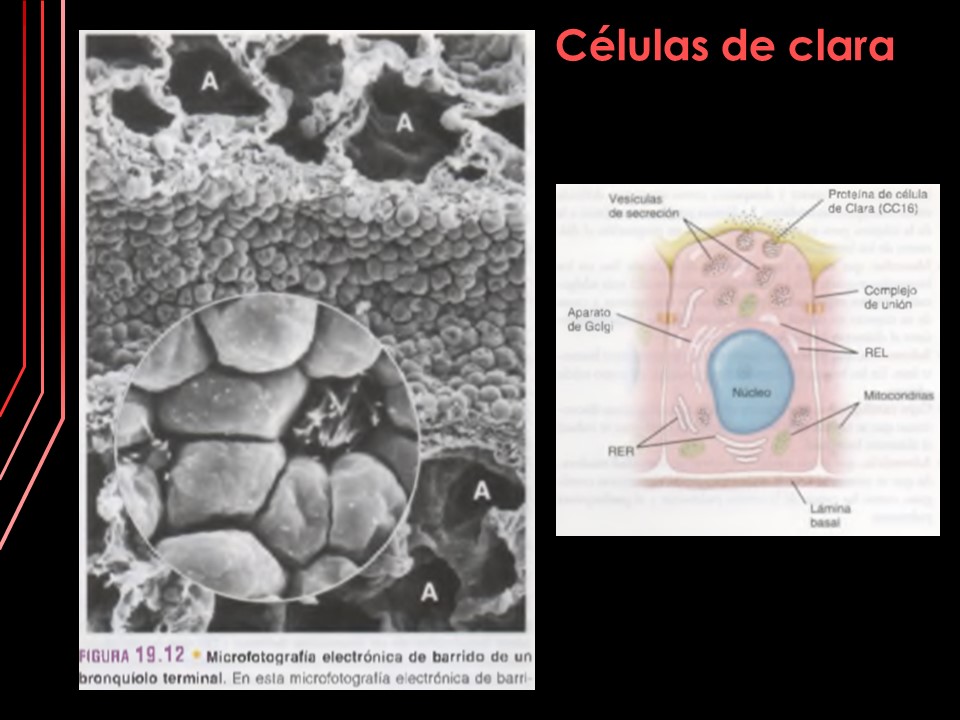 Células de clara
A
A
A
A
FIGURA 19.12 • Microfotografía electrónica de barrido de un
bronquíolo terminal. En esta microfotografía electrónica de barri-
Vesículas
de secreción
Proteína de célula
de Clara (CC16)
Complejo
de unión
Aparato
de Golgi
REL
Núcleo
Mitocondrias
RER
Lámina
basal